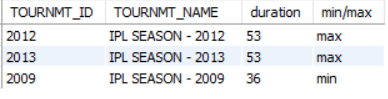 TOURNMT_ID TOURNMT_NAME duration min/max
2012 IPL SEASON - 2012 53 max
2013 IPL SEASON - 2013 53 max
2009 IPL SEASON - 2009 36 min